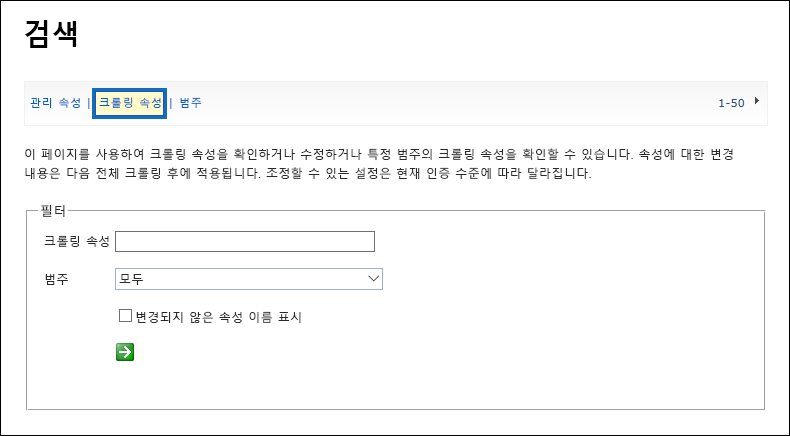 검색
관리 속성 | 크롤링 속성 | 범주 1-50
이 페이지를 사용하여 크롤링 속성을 확인하거나 수정하거나 특정 범주의 크롤링 속성을 확인할 수 있습니다. 속성에 대한 변경
내용은 다음 전체 크롤링 후에 적용됩니다. 조정할 수 있는 설정은 현재 인증 수준에 따라 달라집니다.
필터
크롤링 속성
범주 모두
변경되지 않은 속성 이름 표시